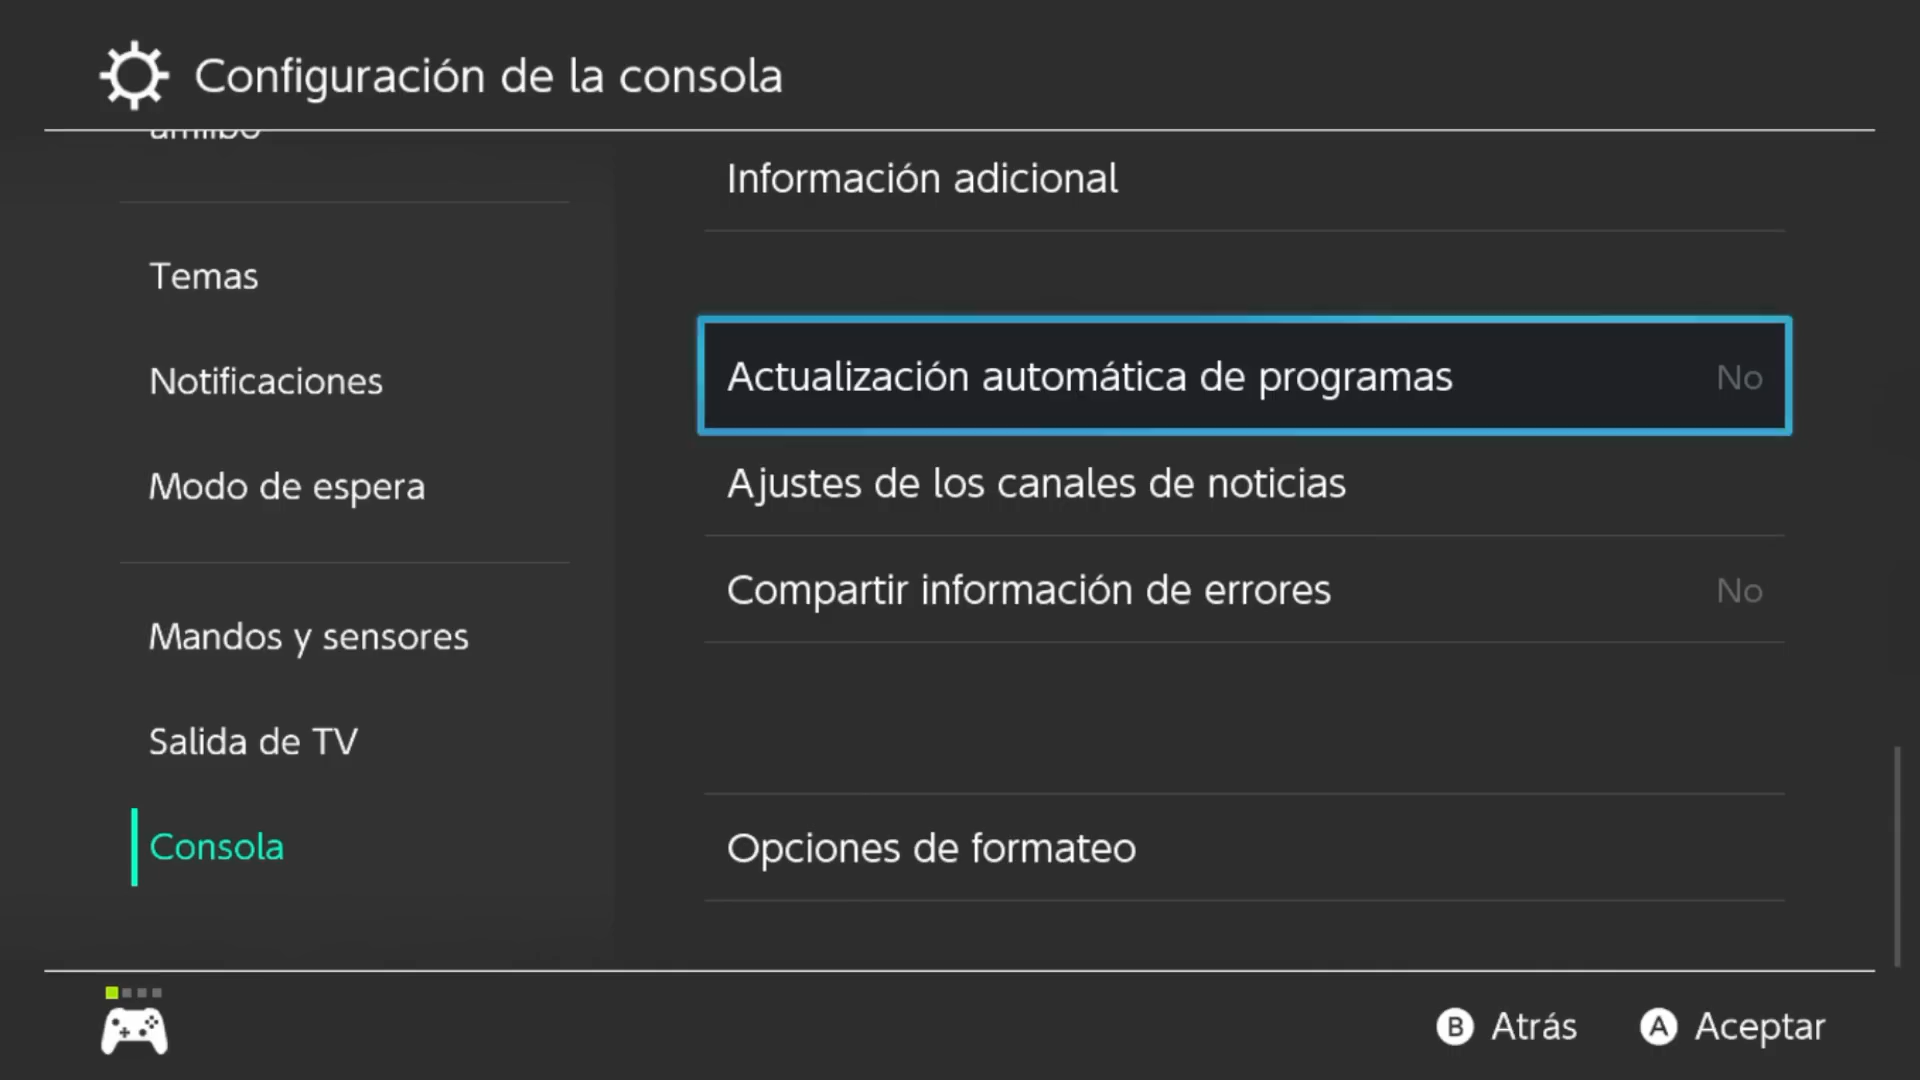 Configuración de la consola
amiibo
Temas
Notificaciones
Modo de espera
Mandos y sensores
Salida de TV
Consola
Información adicional
Actualización automática de programas No
Ajustes de los canales de noticias
Compartir información de errores No
Opciones de formateo
B Atrás A Aceptar